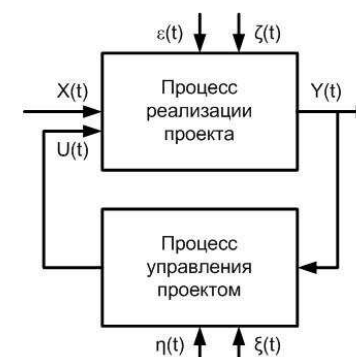 ε(t) ζ(t)
X(t)
Процесс
реализации
проекта
Y(t)
U(t)
Процесс
управления
проектом
η(t) ξ(t)